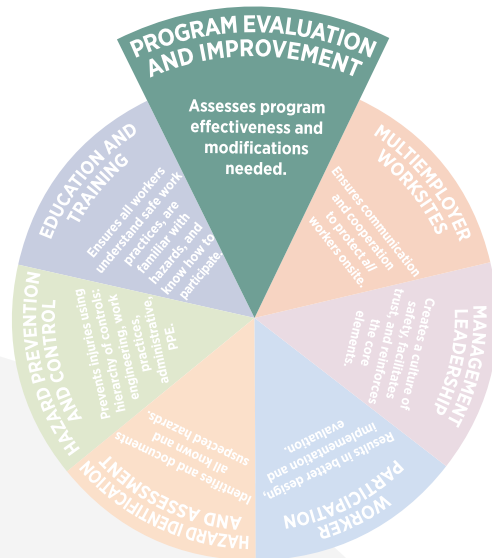 PROGRAM EVALUATION
AND IMPROVEMENT
Assesses program
effectiveness and
modifications
needed.
MULTIEMPLOYER
WORKSITES
Ensures communication
and cooperation
to protect all
workers onsite.
MANAGEMENT
LEADERSHIP
Creates a culture of
safety, facilitates
trust, and reinforces
the core
elements.
WORKER
PARTICIPATION
Results in better design,
implementation and
evaluation.
HAZARD IDENTIFICATION
AND ASSESSMENT
Identifies and documents
all known and
suspected hazards.
HAZARD PREVENTION
AND CONTROL
Prevents injuries using
hierarchy of controls:
engineering, work
practices,
administrative,
PPE.
EDUCATION AND
TRAINING
Ensures all workers
understand safe work
practices, are
familiar with
hazards, and
know how to
participate.